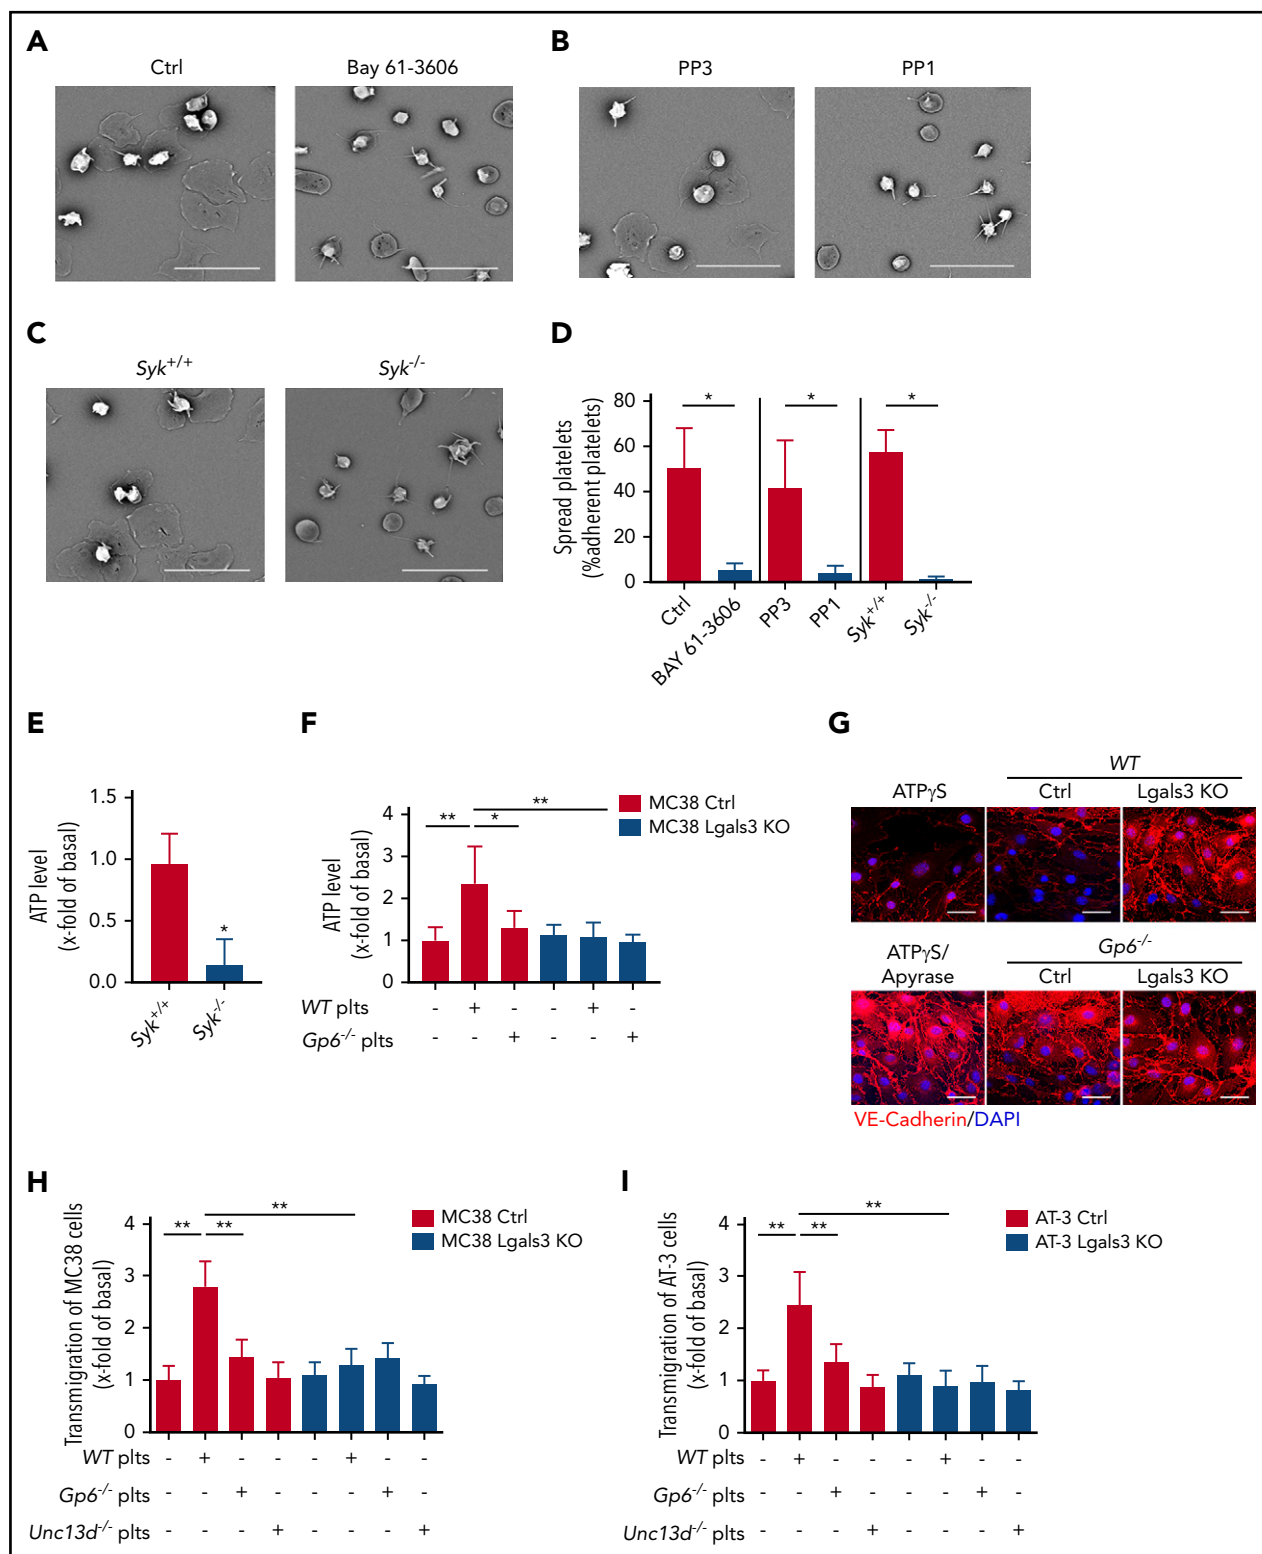 A
Ctrl
Bay 61-3606
B
PP3
PP1
C
Syk+/+
Syk-/-
D
Spread platelets
(%adherent platelets)
80
60
40
20
0
*
*
*
Ctrl
BAY 61-3606
PP3
PP1
Syk+/+
Syk-/-
E
ATP level
(x-fold of basal)
1.5
1.0
0.5
0.0
*
Syk+/+
Syk-/-
F
ATP level
(x-fold of basal)
4
3
2
1
0
**
**
*
MC38 Ctrl
MC38 Lgals3 KO
WT plts - + - - + -
Gp6-/- plts - - + - - +
G
WT
ATPγS
Ctrl
Lgals3 KO
ATPγS/
Apyrase
Gp6-/-
Ctrl
Lgals3 KO
VE-Cadherin/DAPI
H
Transmigration of MC38 cells
(x-fold of basal)
4
3
2
1
0
**
** **
MC38 Ctrl
MC38 Lgals3 KO
WT plts - + - - - + - -
Gp6-/- plts - - + - - - + -
Unc13d-/- plts - - - + - - - +
I
Transmigration of AT-3 cells
(x-fold of basal)
4
3
2
1
0
**
** **
AT-3 Ctrl
AT-3 Lgals3 KO
WT plts - + - - - + - -
Gp6-/- plts - - + - - - + -
Unc13d-/- plts - - - + - - - +